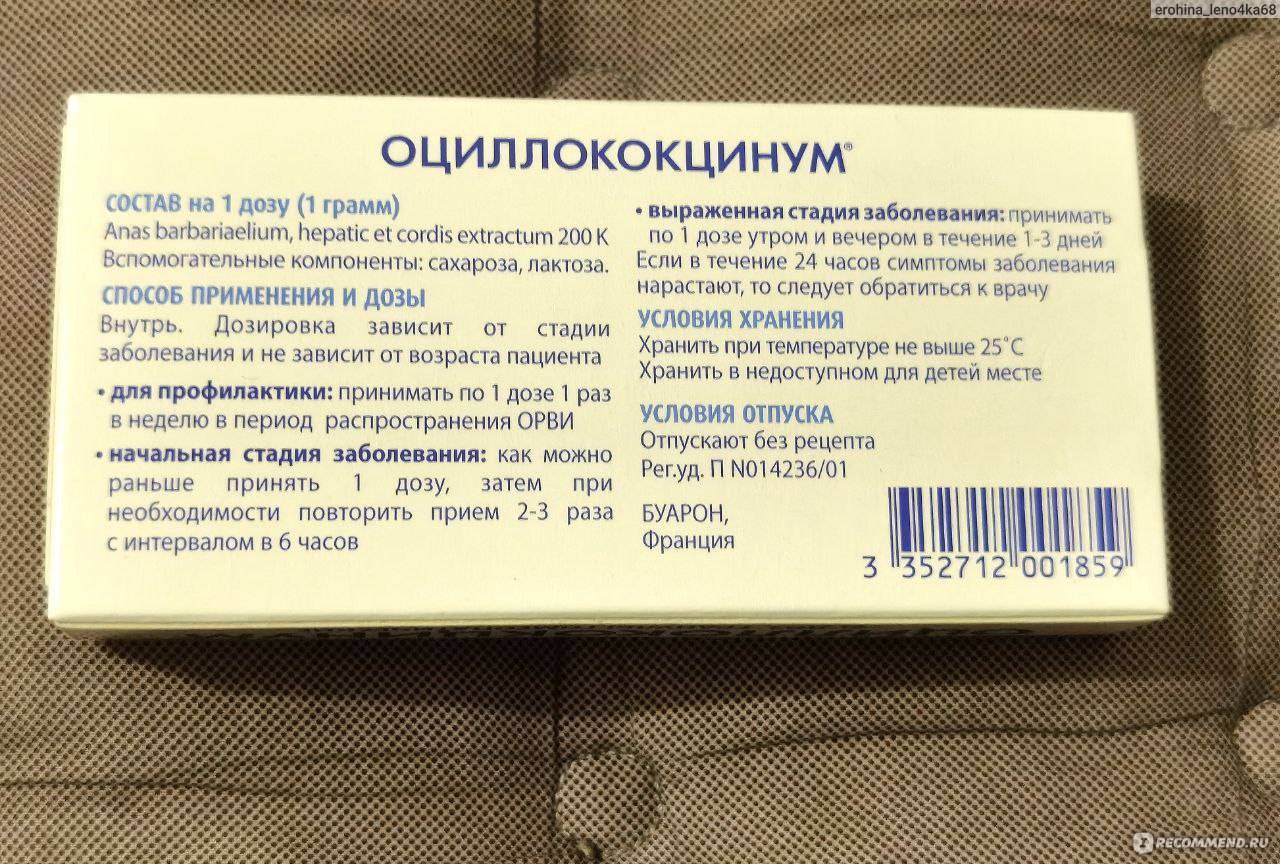 erohina_leno4ka68
ОЦИЛЛОКОКЦИНУМ®
СОСТАВ на 1 дозу (1 грамм)
Anas barbariaelium, hepatic et cordis extractum 200 K
Вспомогательные компоненты: сахароза, лактоза.
СПОСОБ ПРИМЕНЕНИЯ И ДОЗЫ
Внутрь. Дозировка зависит от стадии
заболевания и не зависит от возраста пациента
• для профилактики: принимать по 1 дозе 1 раз
в неделю в период распространения ОРВИ
• начальная стадия заболевания: как можно
раньше принять 1 дозу, затем при
необходимости повторить прием 2-3 раза
с интервалом в 6 часов
• выраженная стадия заболевания: принимать
по 1 дозе утром и вечером в течение 1-3 дней
Если в течение 24 часов симптомы заболевания
нарастают, то следует обратиться к врачу
УСЛОВИЯ ХРАНЕНИЯ
Хранить при температуре не выше 25˚С
Хранить в недоступном для детей месте
УСЛОВИЯ ОТПУСКА
Отпускают без рецепта
Рег.уд. П N014236/01
БУАРОН,
Франция
3 352712 001859
IRECOMMEND.RU